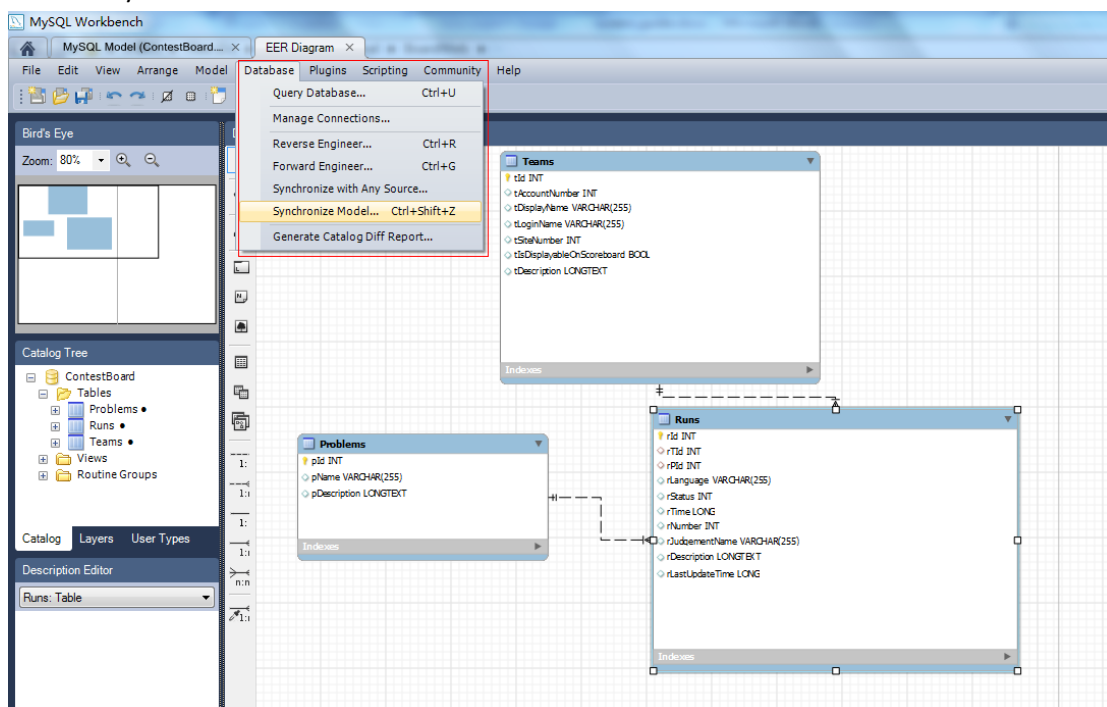 MySQL Workbench
MySQL Model (ContestBoard... × EER Diagram ×
File Edit View Arrange Model Database Plugins Scripting Community Help
Query Database... Ctrl+U
Manage Connections...
Reverse Engineer... Ctrl+R
Forward Engineer... Ctrl+G
Synchronize with Any Source...
Synchronize Model... Ctrl+Shift+Z
Generate Catalog Diff Report...
Bird's Eye
Zoom: 80%
Teams
tId INT
tAccountNumber INT
tDisplayName VARCHAR(255)
tLoginName VARCHAR(255)
tSiteNumber INT
tIsDisplayableOnScoreboard BOOL
tDescription LONGTEXT
Indexes
Catalog Tree
ContestBoard
Tables
Problems
Runs
Teams
Views
Routine Groups
Catalog Layers User Types
Description Editor
Runs: Table
1:
1:1
1:
1:1
n:n
1:1
Problems
pId INT
pName VARCHAR(255)
pDescription LONGTEXT
Indexes
Runs
rId INT
rTId INT
rPId INT
rLanguage VARCHAR(255)
rStatus INT
rTime LONG
rNumber INT
rJudgementName VARCHAR(255)
rDescription LONGTEXT
rLastUpdateTime LONG
Indexes